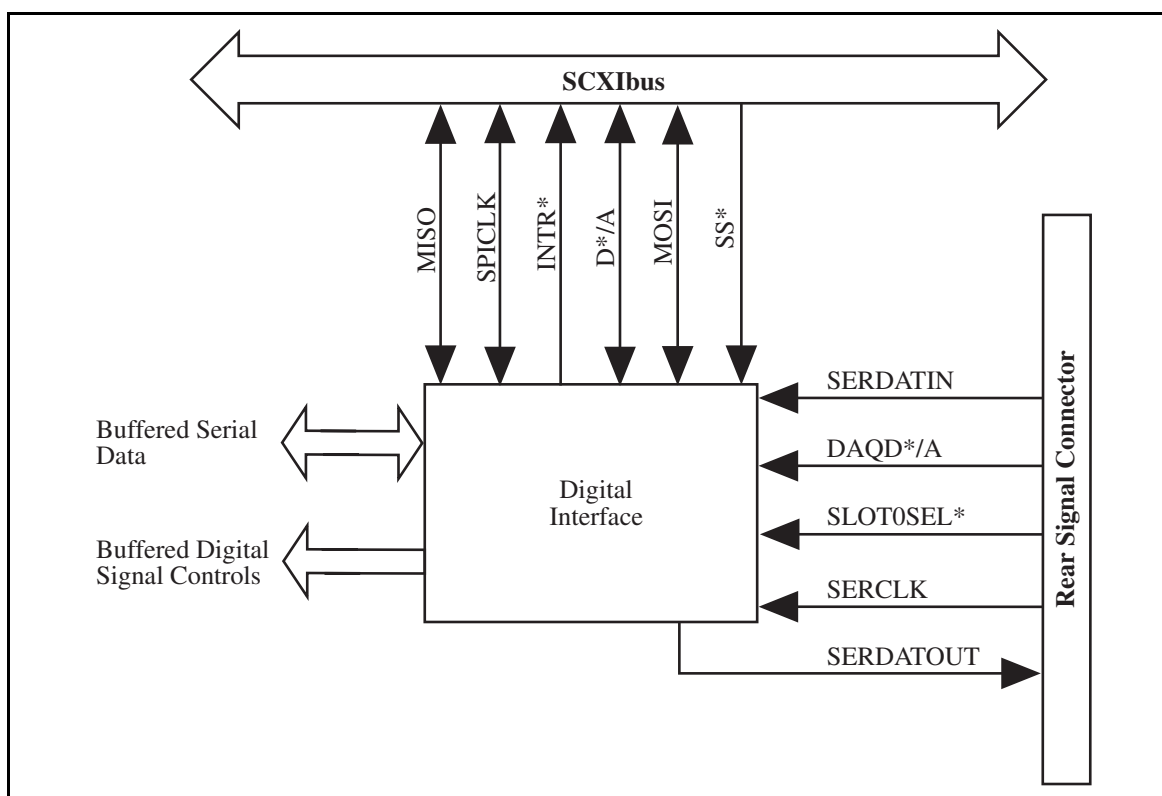 SCXIbus
MISO
SPICLK
INTR*
D*/A
MOSI
SS*
SERDATIN
DAQD*/A
SLOT0SEL*
SERCLK
SERDATOUT
Rear Signal Connector
Buffered Serial
Data
Digital
Interface
Buffered Digital
Signal Controls